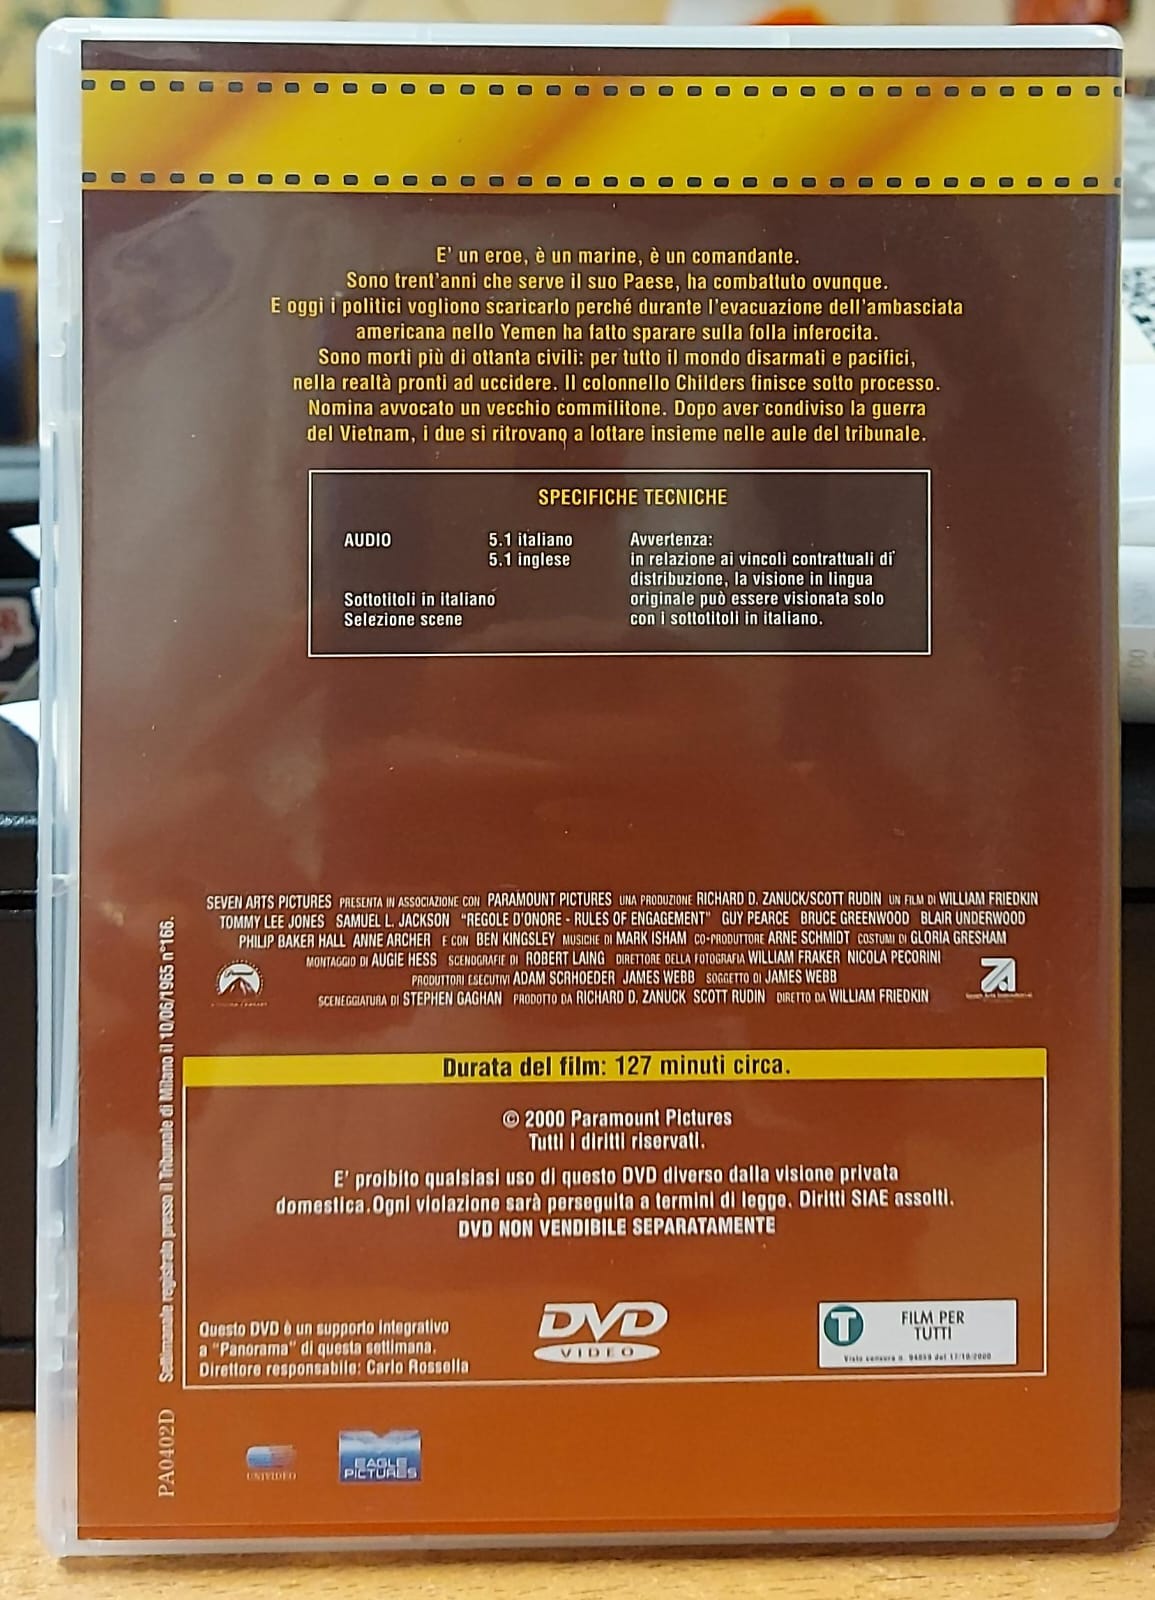 E' un eroe, è un marine, è un comandante.
Sono trent'anni che serve il suo Paese, ha combattuto ovunque.
E oggi i politici vogliono scaricarlo perché durante l'evacuazione dell'ambasciata
americana nello Yemen ha fatto sparare sulla folla inferocita.
Sono morti più di ottanta civili: per tutto il mondo disarmati e pacifici,
nella realtà pronti ad uccidere. Il colonnello Childers finisce sotto processo.
Nomina avvocato un vecchio commilitone. Dopo aver condiviso la guerra
del Vietnam, i due si ritrovano a lottare insieme nelle aule del tribunale.
SPECIFICHE TECNICHE
AUDIO 5.1 italiano
5.1 inglese
Sottotitoli in italiano
Selezione scene
Avvertenza:
in relazione ai vincoli contrattuali di
distribuzione, la visione in lingua
originale può essere visionata solo
con i sottotitoli in italiano.
SEVEN ARTS PICTURES PRESENTA IN ASSOCIAZIONE CON PARAMOUNT PICTURES UNA PRODUZIONE RICHARD D. ZANUCK/SCOTT RUDIN UN FILM DI WILLIAM FRIEDKIN
TOMMY LEE JONES SAMUEL L. JACKSON "REGOLE D'ONORE - RULES OF ENGAGEMENT" GUY PEARCE BRUCE GREENWOOD BLAIR UNDERWOOD
PHILIP BAKER HALL ANNE ARCHER E CON BEN KINGSLEY MUSICHE DI MARK ISHAM CO-PRODUTTORE ARNE SCHMIDT COSTUMI DI GLORIA GRESHAM
MONTAGGIO DI AUGIE HESS SCENOGRAFIE DI ROBERT LAING DIRETTORE DELLA FOTOGRAFIA WILLIAM FRAKER NICOLA PECORINI
PRODUTTORI ESECUTIVI ADAM SCRHOEDER JAMES WEBB SOGGETTO DI JAMES WEBB
SCENEGGIATURA DI STEPHEN GAGHAN PRODOTTO DA RICHARD D. ZANUCK SCOTT RUDIN DIRETTO DA WILLIAM FRIEDKIN
Durata del film: 127 minuti circa.
© 2000 Paramount Pictures
Tutti i diritti riservati.
E' proibito qualsiasi uso di questo DVD diverso dalla visione privata
domestica.Ogni violazione sarà perseguita a termini di legge. Diritti SIAE assolti.
DVD NON VENDIBILE SEPARATAMENTE
Questo DVD è un supporto integrativo
a "Panorama" di questa settimana.
Direttore responsabile: Carlo Rossella
DVD
VIDEO
T
FILM PER
TUTTI
Settimanale registrato presso il Tribunale di Milano il 10/06/1965 n°166.
PA0402D
UNIVIDEO
EAGLE
PICTURES